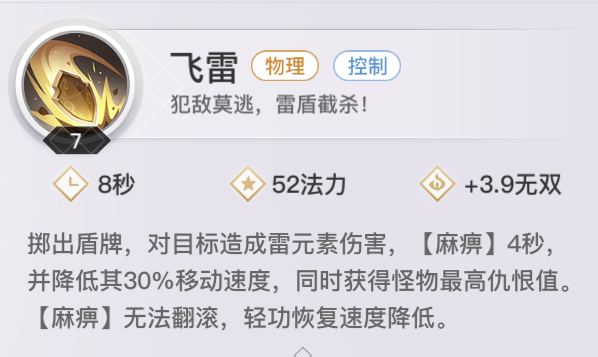 飞雷 物理 控制
犯敌莫逃，雷盾截杀！
7
8秒 52法力 +3.9无双
掷出盾牌，对目标造成雷元素伤害，【麻痹】4秒，
并降低其30%移动速度，同时获得怪物最高仇恨值。
【麻痹】无法翻滚，轻功恢复速度降低。